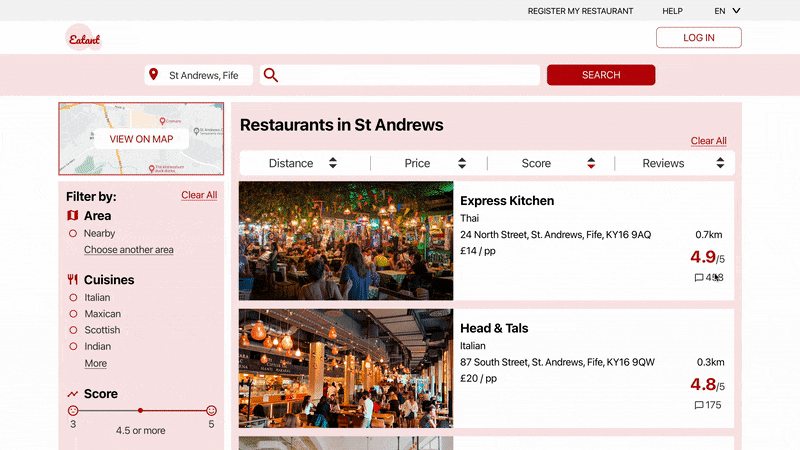 REGISTER MY RESTAURANT HELP EN
Eatant
LOG IN
St Andrews, Fife
SEARCH
VIEW ON MAP
Restaurants in St Andrews
Clear All
Distance Price Score Reviews
Filter by: Clear All
Area
Nearby
Choose another area
Cuisines
Italian
Maxican
Scottish
Indian
More
Score
3 5
4.5 or more
Express Kitchen
Thai
24 North Street, St. Andrews, Fife, KY16 9AQ 0.7km
£14 / pp
4.9/5
Head & Tals
Italian
87 South Street, St. Andrews, Fife, KY16 9QW 0.3km
£20 / pp
4.8/5
175